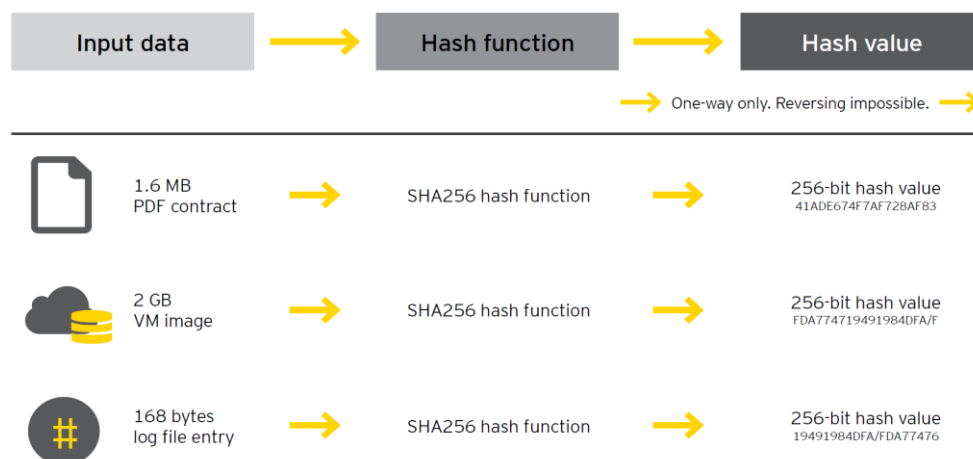 Input data
Hash function
Hash value
One-way only. Reversing impossible.
1.6 MB
PDF contract
SHA256 hash function
256-bit hash value
41ADE674F7AF728AF83
2 GB
VM image
SHA256 hash function
256-bit hash value
FDA774719491984DFA/F
#
168 bytes
log file entry
SHA256 hash function
256-bit hash value
19491984DFA/FDA77476